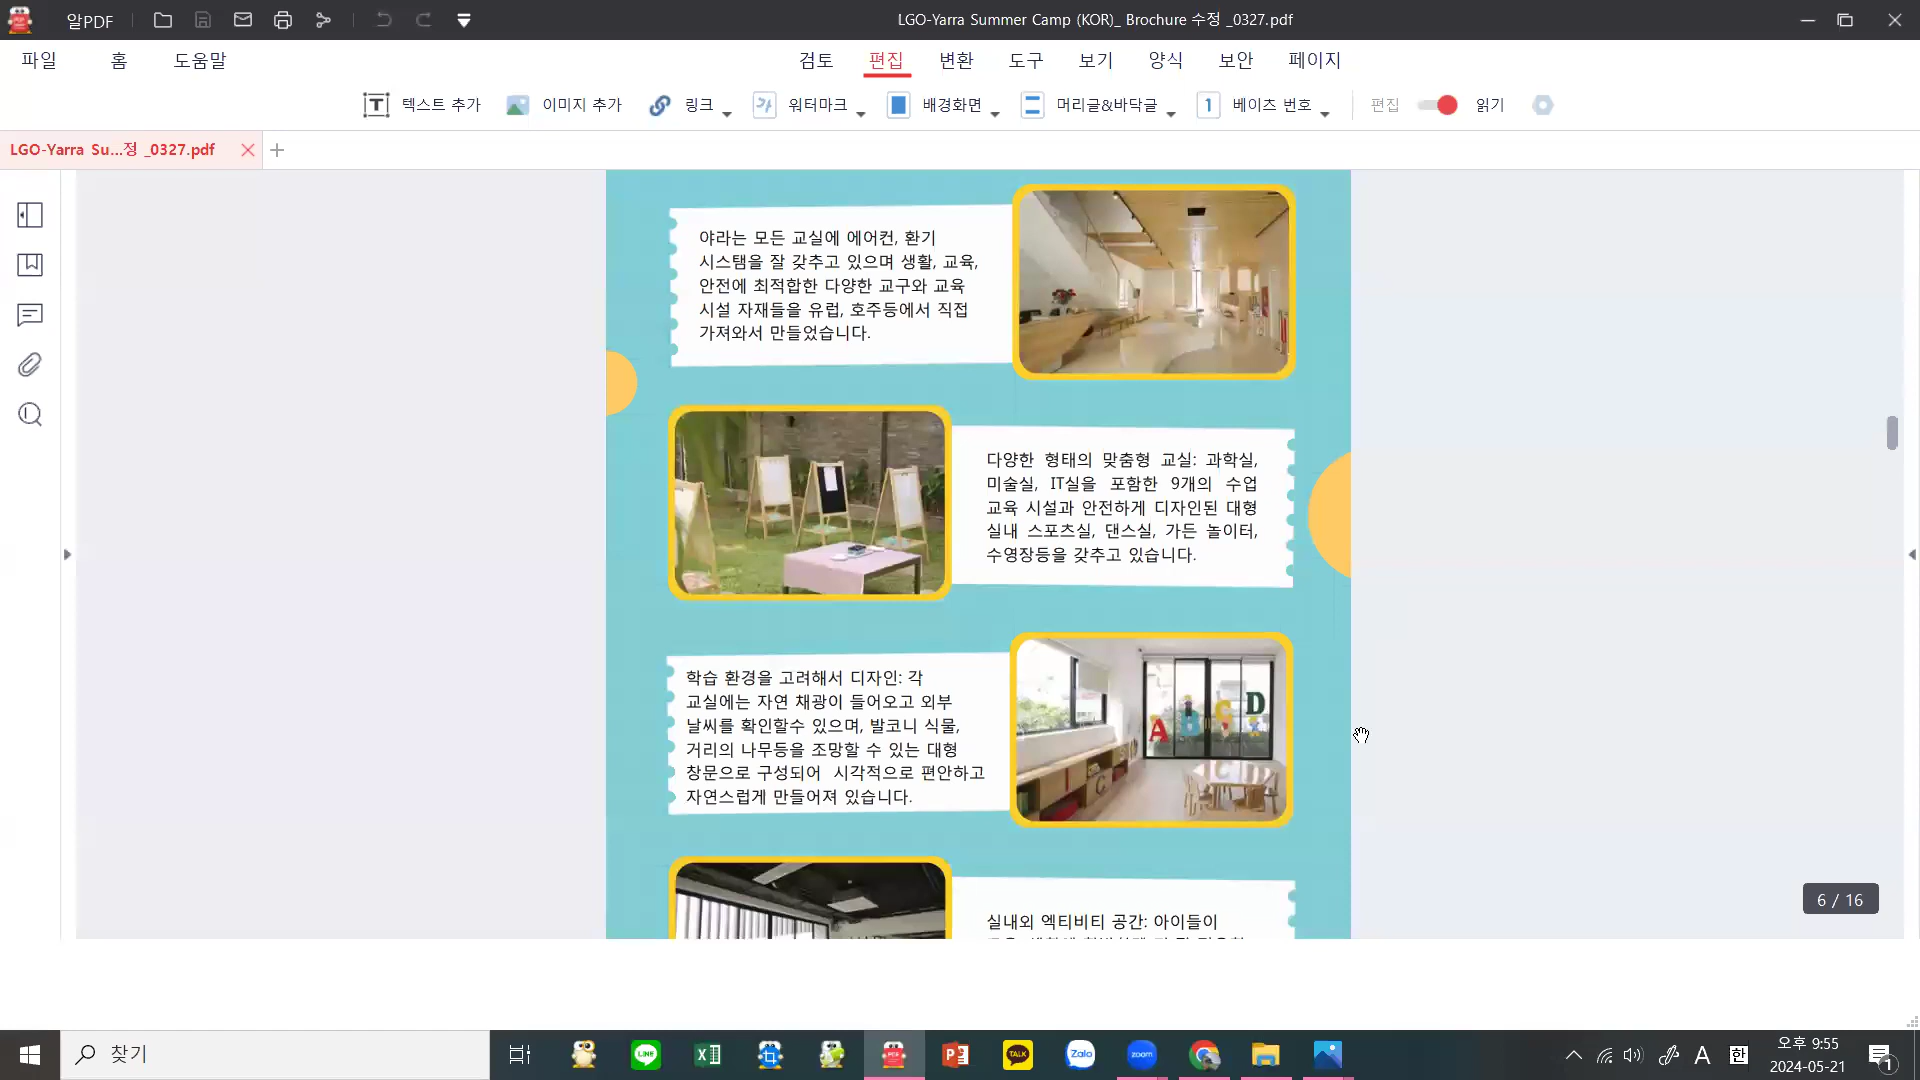 알PDF
LGO-Yarra Summer Camp (KOR)_ Brochure 수정 _0327.pdf
파일 홈 도움말 검토 편집 변환 도구 보기 양식 보안 페이지
텍스트 추가 이미지 추가 링크 워터마크 배경화면 머리글&바닥글 베이츠 번호 편집 읽기
LGO-Yarra Su...정 _0327.pdf
야라는 모든 교실에 에어컨, 환기
시스탬을 잘 갖추고 있으며 생활, 교육,
안전에 최적합한 다양한 교구와 교육
시설 자재들을 유럽, 호주등에서 직접
가져와서 만들었습니다.
다양한 형태의 맞춤형 교실: 과학실,
미술실, IT실을 포함한 9개의 수업
교육 시설과 안전하게 디자인된 대형
실내 스포츠실, 댄스실, 가든 놀이터,
수영장등을 갖추고 있습니다.
학습 환경을 고려해서 디자인: 각
교실에는 자연 채광이 들어오고 외부
날씨를 확인할수 있으며, 발코니 식물,
거리의 나무등을 조망할 수 있는 대형
창문으로 구성되어 시각적으로 편안하고
자연스럽게 만들어져 있습니다.
A B C D
실내외 엑티비티 공간: 아이들이
6 / 16
찾기
LINE
TALK
Zalo
zoom
A 한
오후 9:55
2024-05-21
1